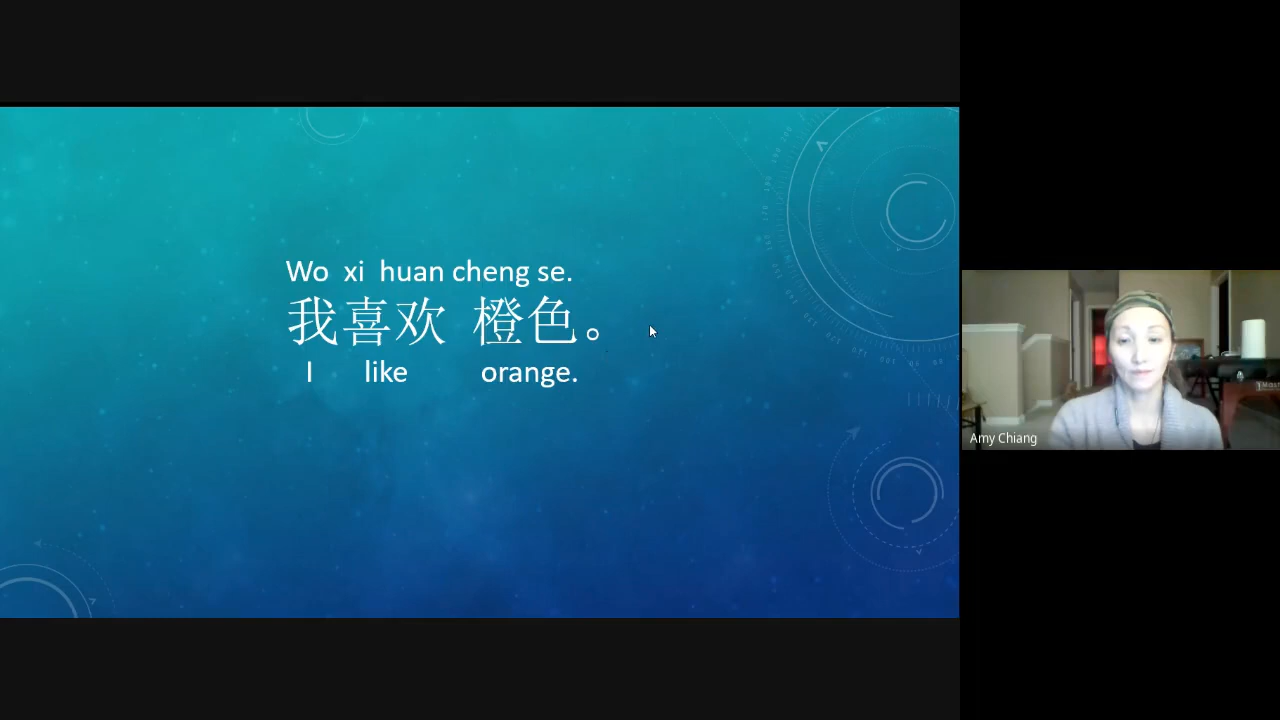 Wo xi huan cheng se.
我喜欢 橙色。
I like orange.
Amy Chiang